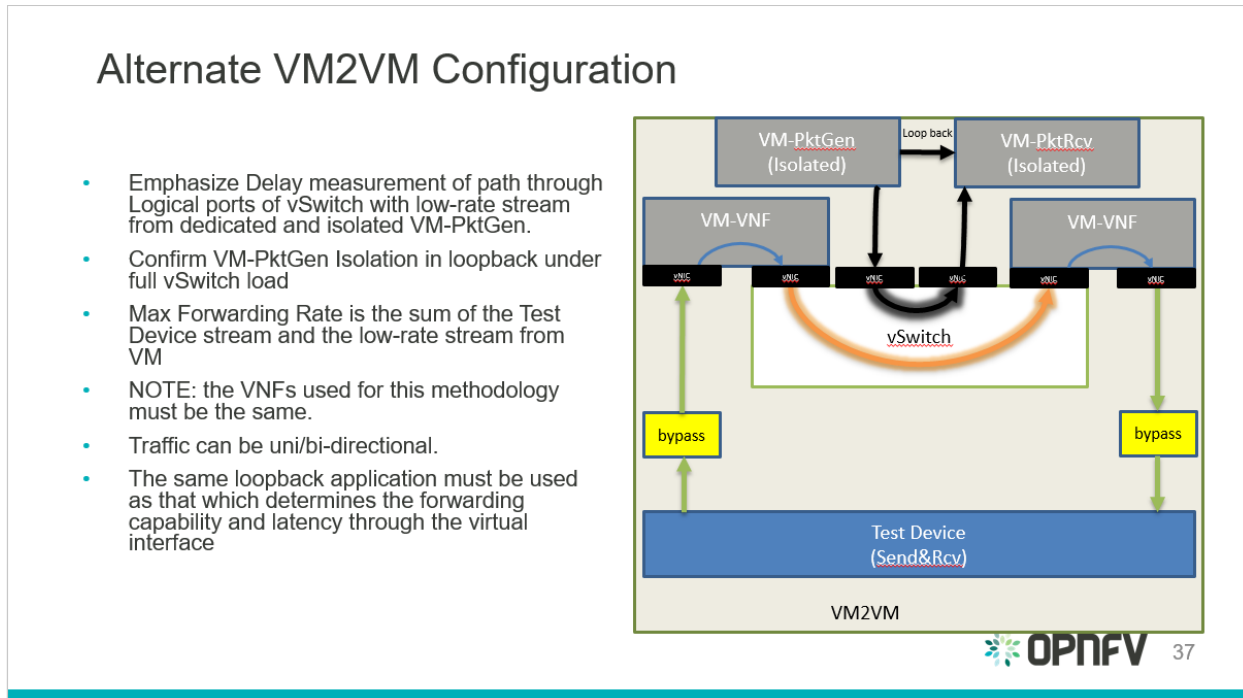 Alternate VM2VM Configuration
• Emphasize Delay measurement of path through
Logical ports of vSwitch with low-rate stream
from dedicated and isolated VM-PktGen.
• Confirm VM-PktGen Isolation in loopback under
full vSwitch load
• Max Forwarding Rate is the sum of the Test
Device stream and the low-rate stream from
VM
• NOTE: the VNFs used for this methodology
must be the same.
• Traffic can be uni/bi-directional.
• The same loopback application must be used
as that which determines the forwarding
capability and latency through the virtual
interface
VM-PktGen
(Isolated)
Loop back
VM-PktRcv
(Isolated)
VM-VNF
VM-VNF
vNIC
vNIC
vNIC
vNIC
vNIC
vNIC
vSwitch
bypass
bypass
Test Device
(Send&Rcv)
VM2VM
OPNFV
37